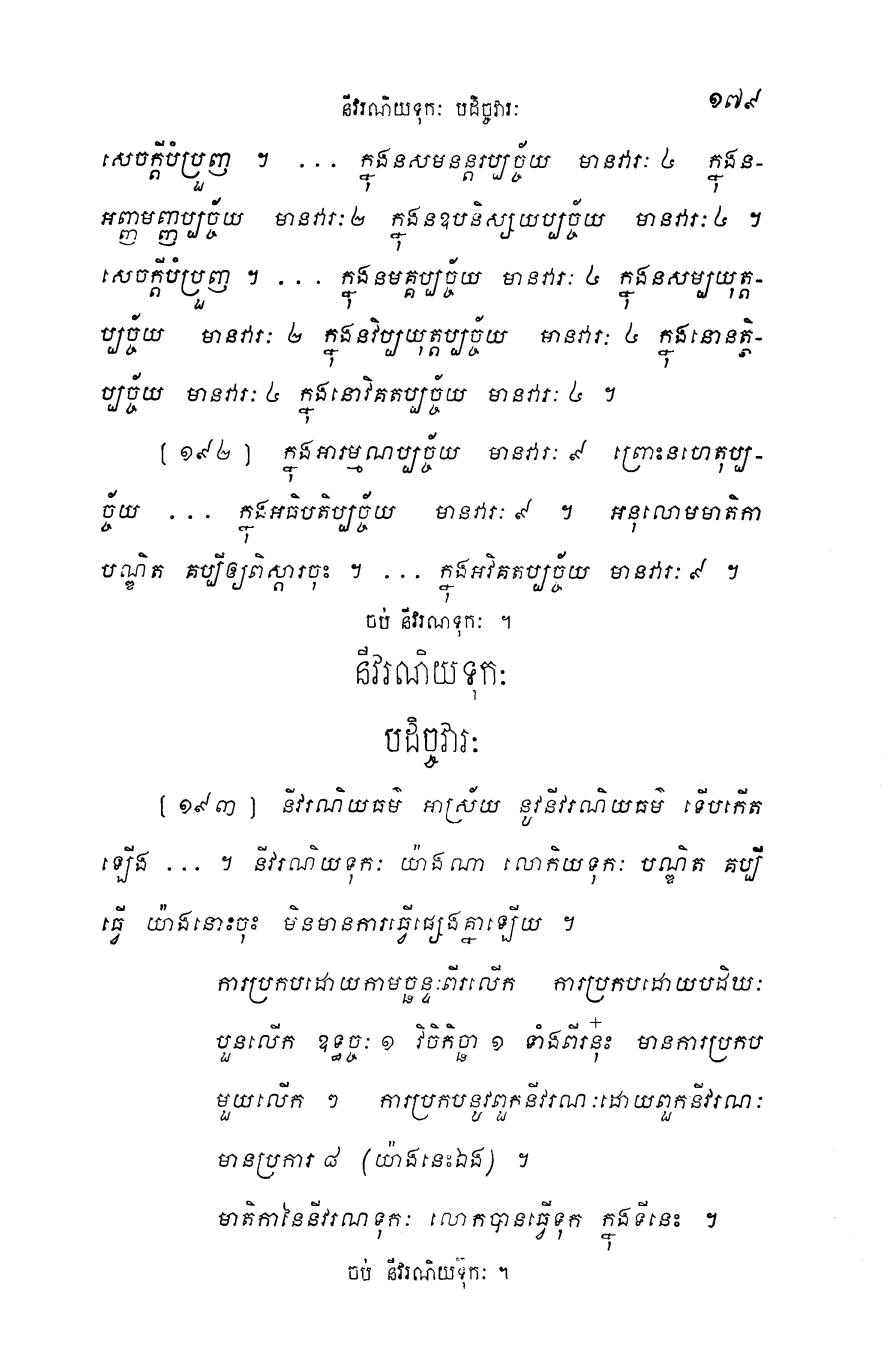 នីវរណិយទុកៈ បដិច្ចវារៈ ១៧៩
សេចក្តីបំប្រួញ ។ ... ក្នុងនសមនន្តរប្បច្ច័យ មានវារៈ ៤ ក្នុងន-
អញ្ញាមញ្ញប្បច្ច័យ មានវារៈ ២ ក្នុងនឧបនិស្សយប្បច្ច័យ មានវារៈ ៤ ។
សេចក្តីបំប្រួញ ។ ... ក្នុងនមគ្គប្បច្ច័យ មានវារៈ ៤ ក្នុងនសម្បយុត្ត-
ប្បច្ច័យ មានវារៈ ២ ក្នុងនវិប្បយុត្តប្បច្ច័យ មានវារៈ ៤ ក្នុងនោនត្ថិ-
ប្បច្ច័យ មានវារៈ ៤ ក្នុងនោវិគតប្បច្ច័យ មានវារៈ ៤ ។
[ ១៩២ ] ក្នុងអារម្មណប្បច្ច័យ មានវារៈ ៩ ព្រោះនហេតុប្ប-
ច្ច័យ ... ក្នុងអធិបតិប្បច្ច័យ មានវារៈ ៩ ។ អនុលោមមាតិកា
បណ្ឌិត គប្បីឲ្យពិស្តារចុះ ។ ... ក្នុងអវិគតប្បច្ច័យ មានវារៈ ៩ ។
ចប់ នីវរណទុកៈ ។
នីវរណិយទុកៈ
បដិច្ចវារៈ
[ ១៩៣ ] នីវរណិយធម៌ អាស្រ័យ នូវនីវរណិយធម៌ ទើបកើត
ឡើង ... ។ នីវរណិយទុកៈ យ៉ាងណា លោកិយទុកៈ បណ្ឌិត គប្បី
ធ្វើ យ៉ាងនោះចុះ មិនមានការធ្វើផ្សេងគ្នាឡើយ ។
ការប្រកបដោយកាមច្ឆន្ទៈពីរលើក ការប្រកបដោយបដិឃៈ
បួនលើក ឧទ្ធច្ចៈ ១ វិចិកិច្ឆា ១ ទាំងពីរនុ៎ះ មានការប្រកប
មួយលើក ៗ ការប្រកបនូវពួកនីវរណៈដោយពួកនីវរណៈ
មានប្រការ ៨ (យ៉ាងនេះឯង) ។
មាតិកានៃនីវរណទុកៈ លោកបានធ្វើទុក ក្នុងទីនេះ ។
ចប់ នីវរណិយទុកៈ ។